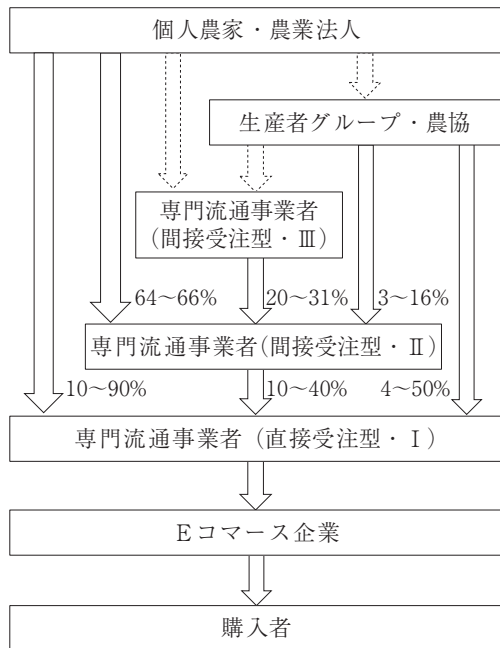 個人農家・農業法人
生産者グループ・農協
専門流通事業者
(間接受注型・Ⅲ)
64～66%
20～31%
3～16%
専門流通事業者(間接受注型・Ⅱ)
10～90%
10～40%
4～50%
専門流通事業者（直接受注型・Ⅰ）
Eコマース企業
購入者